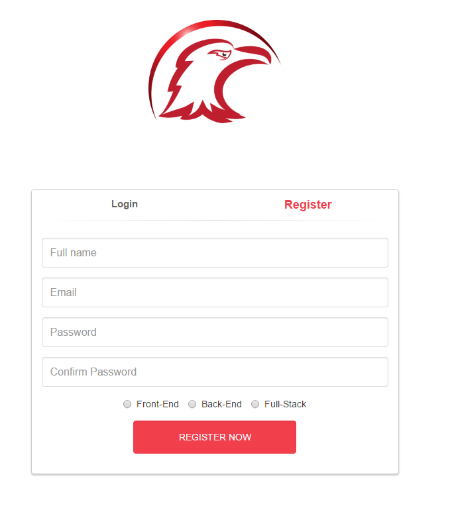 Login Register
Full name
Email
Password
Confirm Password
Front-End Back-End Full-Stack
REGISTER NOW